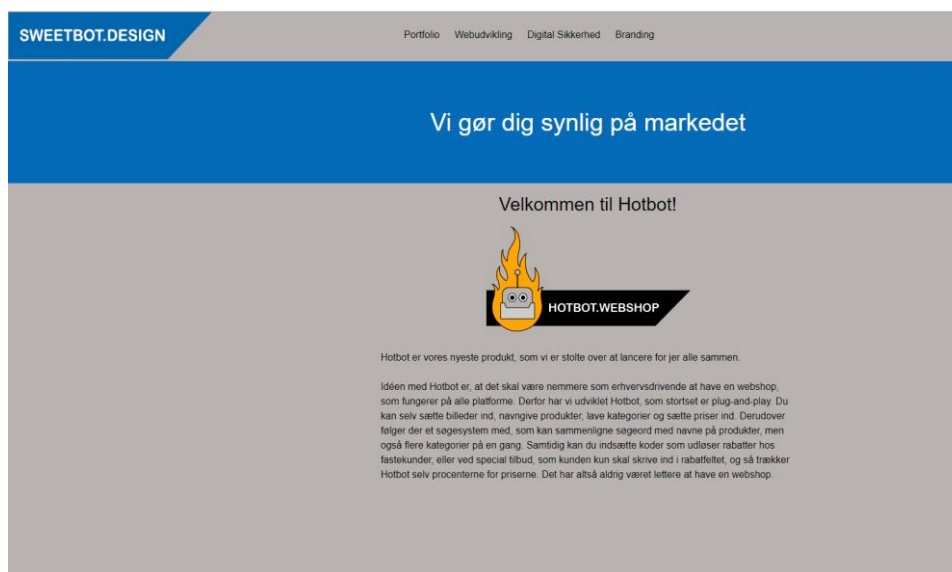 SWEETBOT.DESIGN
Portfolio Webudvikling Digital Sikkerhed Branding
Vi gør dig synlig på markedet
Velkommen til Hotbot!
HOTBOT.WEBSHOP
Hotbot er vores nyeste produkt, som vi er stolte over at lancere for jer alle sammen.
Idéen med Hotbot er, at det skal være nemmere som erhvervsdrivende at have en webshop,
som fungerer på alle platforme. Derfor har vi udviklet Hotbot, som stortset er plug-and-play. Du
kan selv sætte billeder ind, navngive produkter, lave kategorier og sætte priser ind. Derudover
følger der et søgesystem med, som kan sammenligne søgeord med navne på produkter, men
også flere kategorier på en gang. Samtidig kan du indsætte koder som udløser rabatter hos
fastekunder, eller ved special tilbud, som kunden kun skal skrive ind i rabatfeltet, og så trækker
Hotbot selv procenterne for priserne. Det har altså aldrig været lettere at have en webshop.